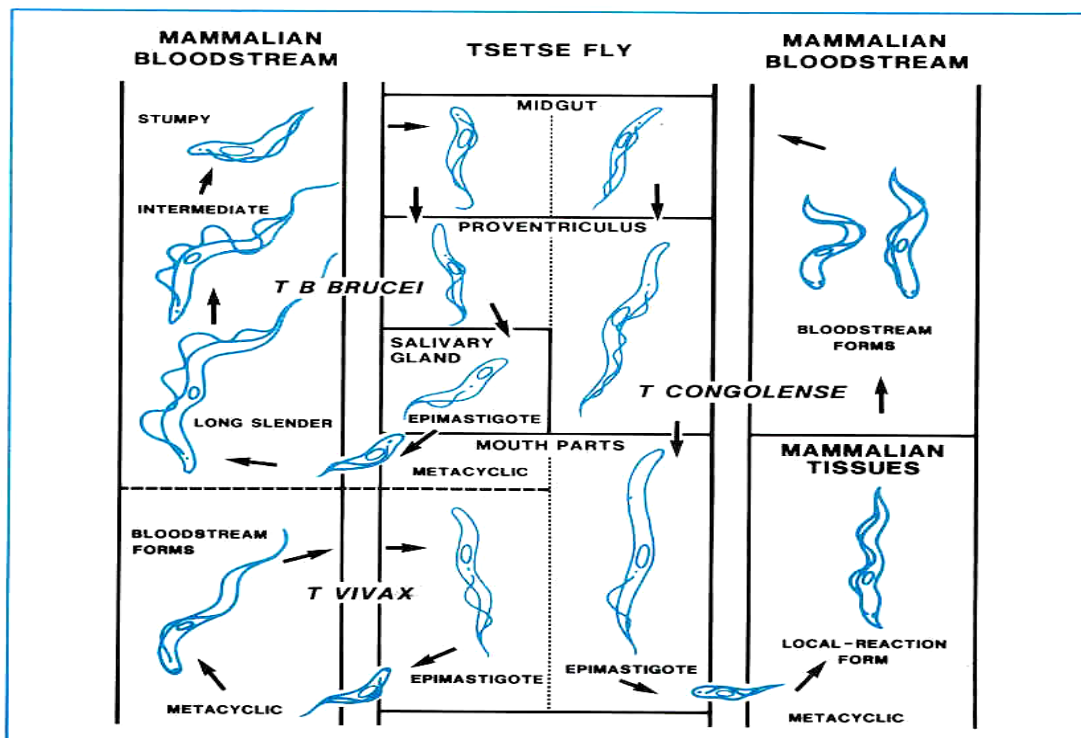 MAMMALIAN
BLOODSTREAM
TSETSE FLY
MAMMALIAN
BLOODSTREAM
MIDGUT
STUMPY
INTERMEDIATE
PROVENTRICULUS
T B BRUCEI
BLOODSTREAM
FORMS
SALIVARY
GLAND
T CONGOLENSE
LONG SLENDER
EPIMASTIGOTE
MOUTH PARTS
METACYCLIC
MAMMALIAN
TISSUES
BLOODSTREAM
FORMS
T VIVAX
LOCAL-REACTION
FORM
EPIMASTIGOTE
EPIMASTIGOTE
METACYCLIC
METACYCLIC